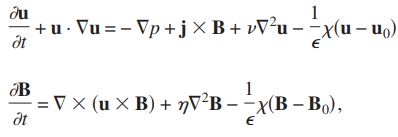 ∂u/∂t + u · ∇u = − ∇p + j × B + ν∇²u − 1/ϵ χ(u − u₀)
∂B/∂t = ∇ × (u × B) + η∇²B − 1/ϵ χ(B − B₀),